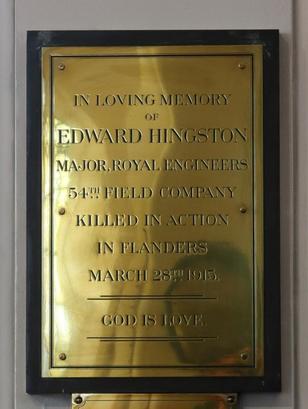 IN LOVING MEMORY
OF
EDWARD HINGSTON
MAJOR, ROYAL ENGINEERS
54TH FIELD COMPANY
KILLED IN ACTION
IN FLANDERS
MARCH 28TH 1915.
GOD IS LOVE